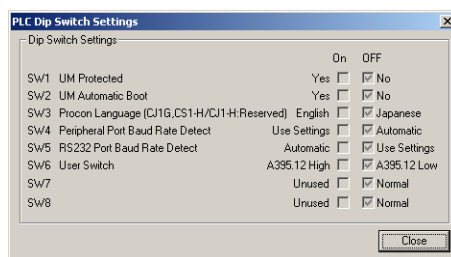 PLC Dip Switch Settings
Dip Switch Settings
On OFF
SW1 UM Protected Yes No
SW2 UM Automatic Boot Yes No
SW3 Procon Language (CJ1G,CS1-H/CJ1-H:Reserved) English Japanese
SW4 Peripheral Port Baud Rate Detect Use Settings Automatic
SW5 RS232 Port Baud Rate Detect Automatic Use Settings
SW6 User Switch A395.12 High A395.12 Low
SW7 Unused Normal
SW8 Unused Normal
Close